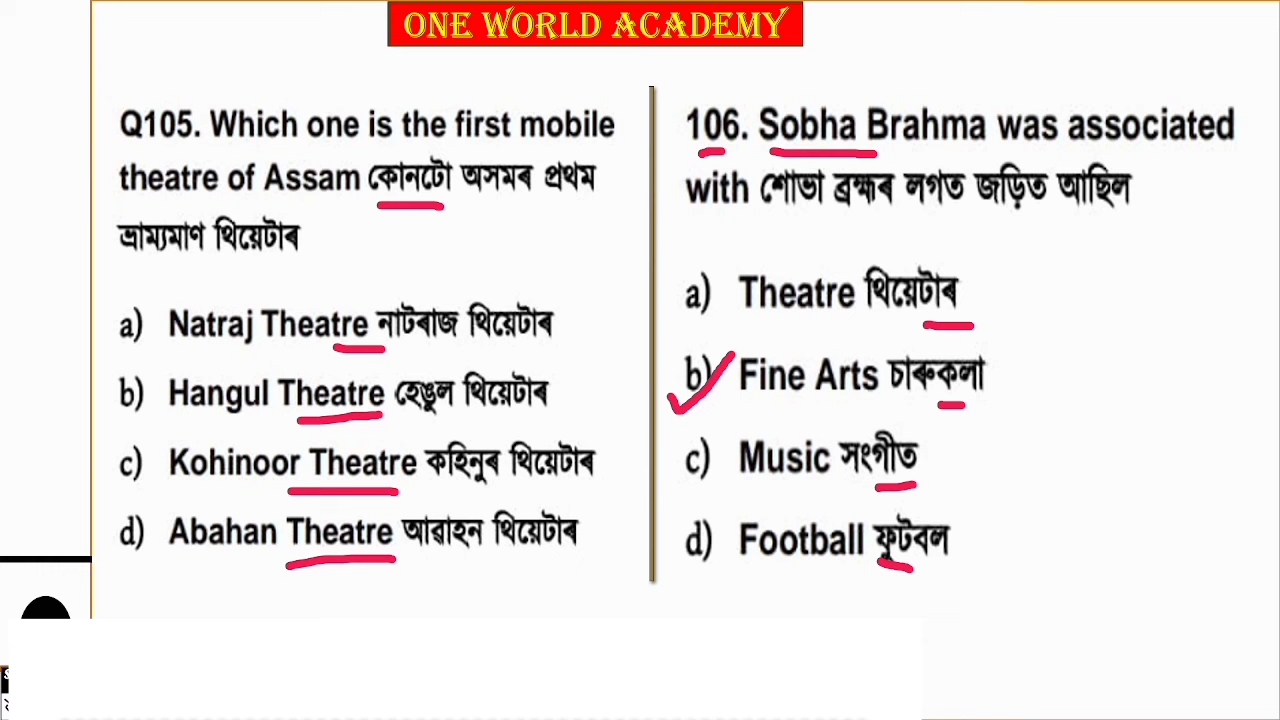 ONE WORLD ACADEMY
Q105. Which one is the first mobile
theatre of Assam কোনটো অসমৰ প্ৰথম
ভ্ৰাম্যমাণ থিয়েটাৰ
a) Natraj Theatre নাটৰাজ থিয়েটাৰ
b) Hangul Theatre হেঙুল থিয়েটাৰ
c) Kohinoor Theatre কহিনুৰ থিয়েটাৰ
d) Abahan Theatre আৱাহন থিয়েটাৰ
106. Sobha Brahma was associated
with শোভা ব্ৰহ্মৰ লগত জড়িত আছিল
a) Theatre থিয়েটাৰ
b) Fine Arts চাৰুকলা
c) Music সংগীত
d) Football ফুটবল